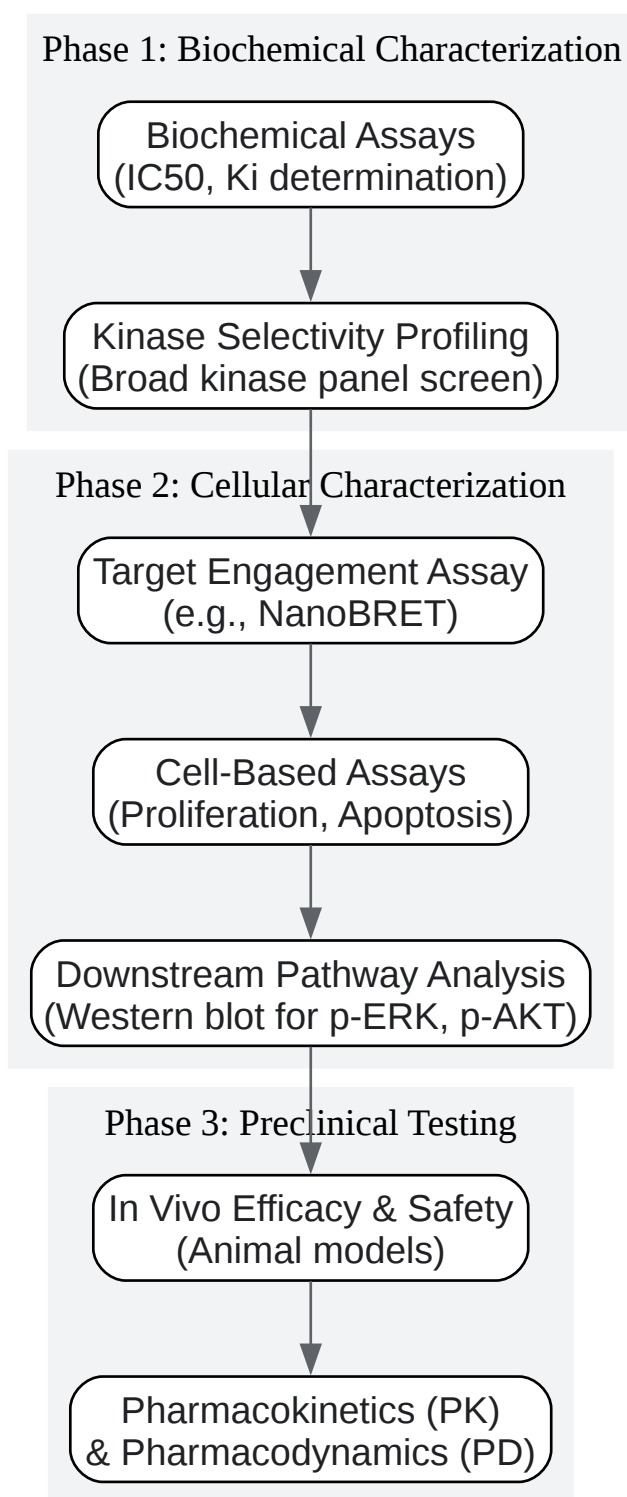 Phase 1: Biochemical Characterization
Biochemical Assays
(IC50, Ki determination)
Kinase Selectivity Profiling
(Broad kinase panel screen)
Phase 2: Cellular Characterization
Target Engagement Assay
(e.g., NanoBRET)
Cell-Based Assays
(Proliferation, Apoptosis)
Downstream Pathway Analysis
(Western blot for p-ERK, p-AKT)
Phase 3: Preclinical Testing
In Vivo Efficacy & Safety
(Animal models)
Pharmacokinetics (PK)
& Pharmacodynamics (PD)